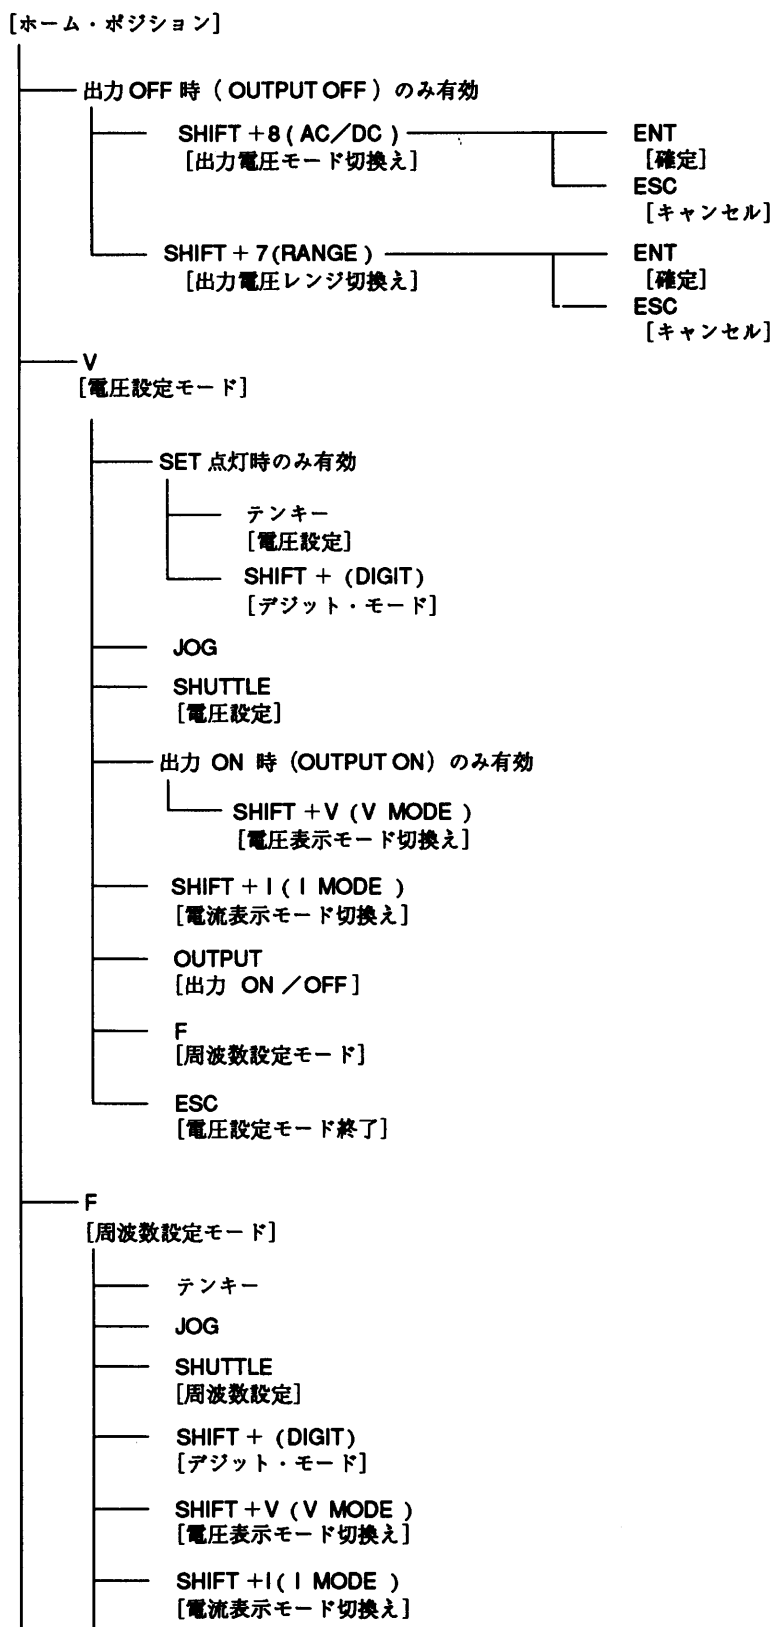 [ホーム・ポジション]
出力 OFF 時 ( OUTPUT OFF ) のみ有効
SHIFT +8 ( AC/DC )
[出力電圧モード切換え]
ENT
[確定]
ESC
[キャンセル]
SHIFT + 7(RANGE )
[出力電圧レンジ切換え]
ENT
[確定]
ESC
[キャンセル]
V
[電圧設定モード]
SET 点灯時のみ有効
テンキー
[電圧設定]
SHIFT + (DIGIT)
[デジット・モード]
JOG
SHUTTLE
[電圧設定]
出力 ON 時 (OUTPUT ON) のみ有効
SHIFT +V (V MODE )
[電圧表示モード切換え]
SHIFT + I ( I MODE )
[電流表示モード切換え]
OUTPUT
[出力 ON /OFF]
F
[周波数設定モード]
ESC
[電圧設定モード終了]
F
[周波数設定モード]
テンキー
JOG
SHUTTLE
[周波数設定]
SHIFT + (DIGIT)
[デジット・モード]
SHIFT +V (V MODE )
[電圧表示モード切換え]
SHIFT +I ( I MODE )
[電流表示モード切換え]